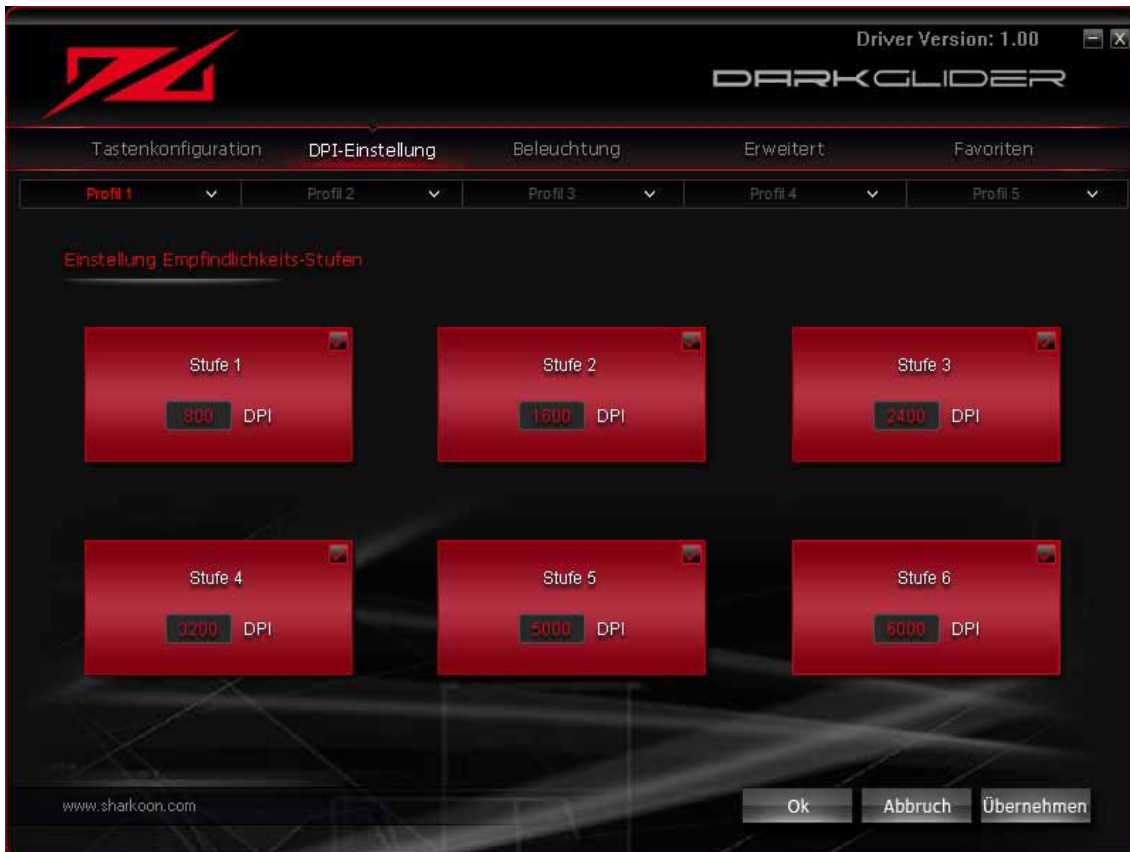 Driver Version: 1.00
DARKGLIDER
Tastenkonfiguration DPI-Einstellung Beleuchtung Erweitert Favoriten
Profil 1 Profil 2 Profil 3 Profil 4 Profil 5
Einstellung Empfindlichkeits-Stufen
Stufe 1 Stufe 2 Stufe 3
800 DPI 1600 DPI 2400 DPI
Stufe 4 Stufe 5 Stufe 6
3200 DPI 5000 DPI 6000 DPI
www.sharkoon.com Ok Abbruch Übernehmen